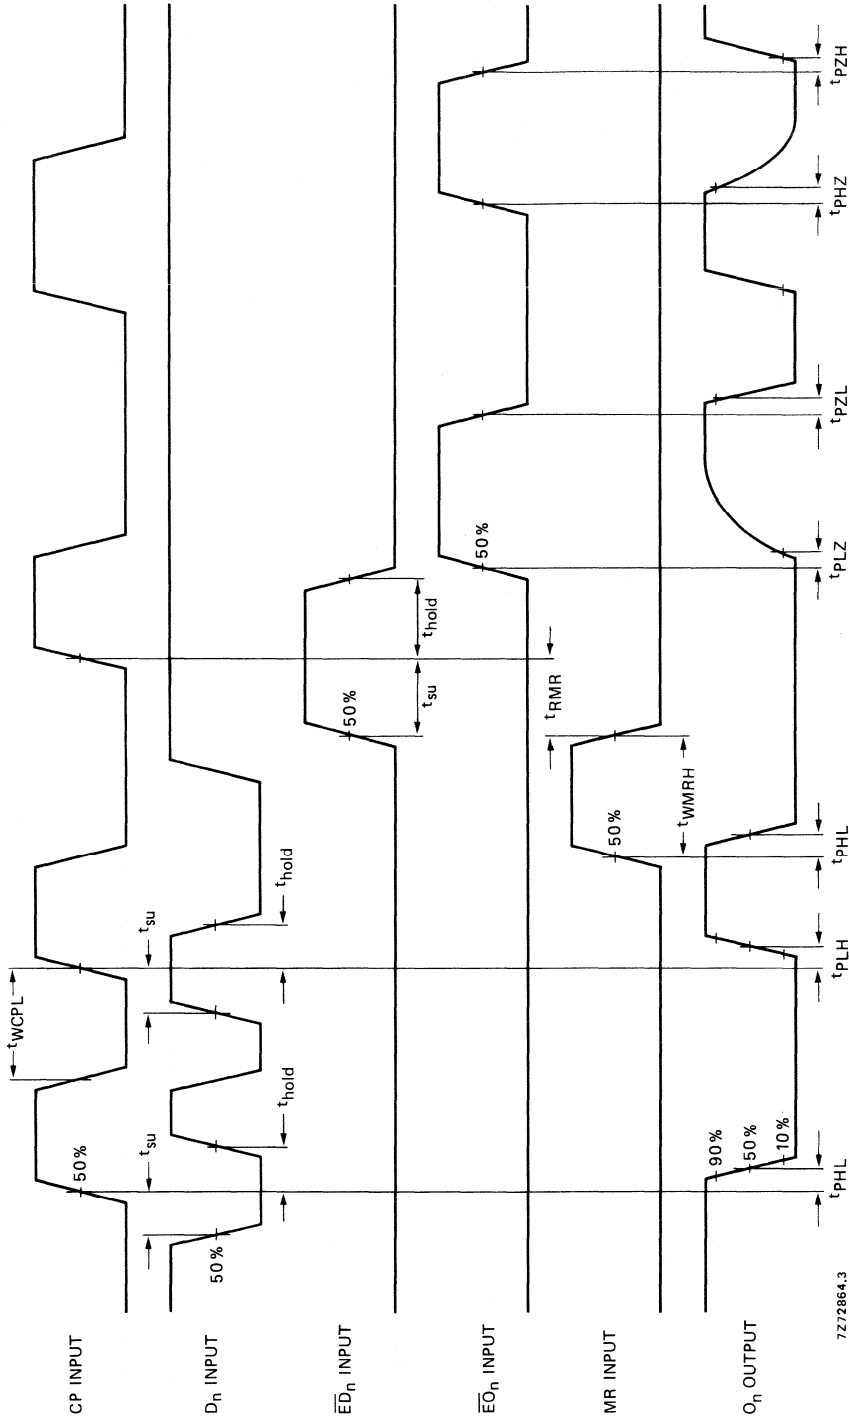 CP INPUT
50%
tWCPL
Dn INPUT
50%
tsu
thold
tsu
thold
EDn INPUT
50%
tsu
thold
EOn INPUT
50%
tRMR
MR INPUT
50%
tWMRH
On OUTPUT
90%
50%
10%
tPHL
tPLH
tPHL
tPLZ
tPZL
tPHZ
tPZH
7Z72864.3